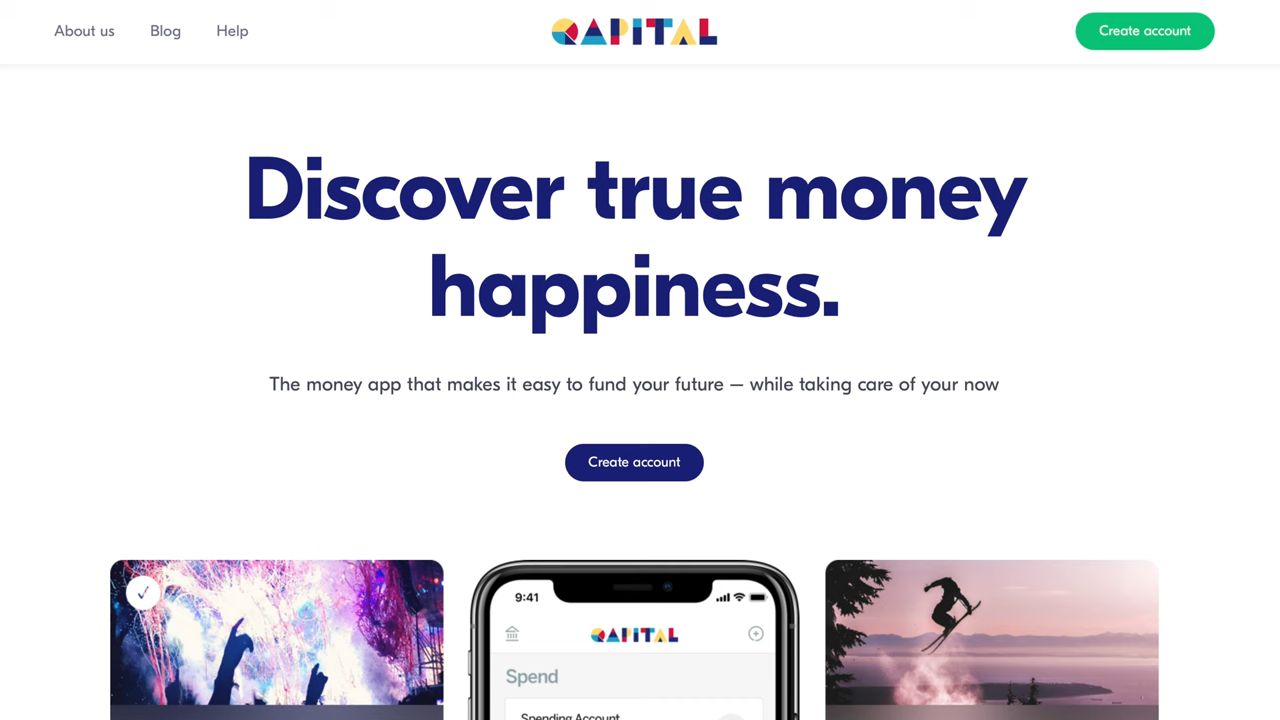 About us
Blog
Help
QAPITAL
Create account
Discover true money
happiness.
The money app that makes it easy to fund your future – while taking care of your now
Create account
9:41
QAPITAL
Spend
Spending Account